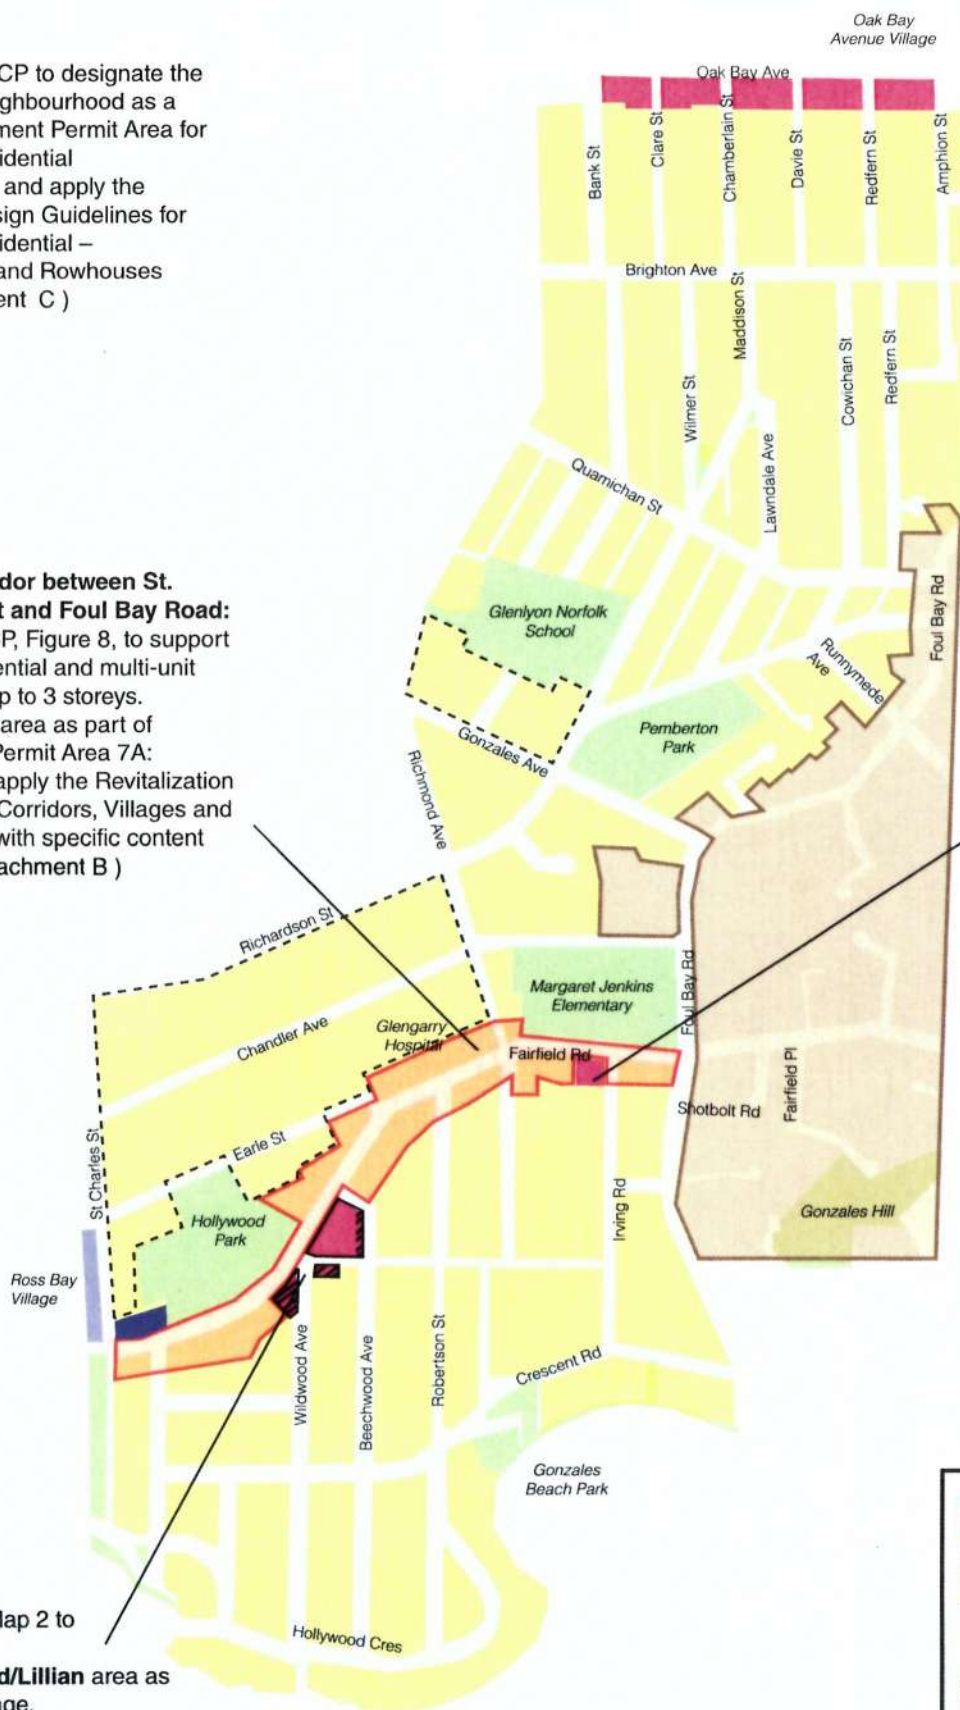 Oak Bay
Avenue Village
CP to designate the
ghbourhood as a
ment Permit Area for
idential
and apply the
sign Guidelines for
idential –
and Rowhouses
ent C )
Oak Bay Ave
Bank St
Clare St
Chamberlain St
Davie St
Redfern St
Amphion St
Brighton Ave
Maddison St
Wilmer St
Cowichan St
Redfern St
Lawndale Ave
Quamichan St
dor between St.
t and Foul Bay Road:
CP, Figure 8, to support
ential and multi-unit
p to 3 storeys.
area as part of
Permit Area 7A:
apply the Revitalization
Corridors, Villages and
with specific content
achment B )
Glenlyon Norfolk
School
Foul Bay Rd
Runnymede
Ave
Pemberton
Park
Gonzales Ave
Richmond Ave
Richardson St
Chandler Ave
Glengarry
Hospital
Margaret Jenkins
Elementary
Foul Bay Rd
Fairfield Rd
Fairfield Pl
Shotbolt Rd
Earle St
St Charles St
Hollywood
Park
Irving Rd
Gonzales Hill
Ross Bay
Village
Wildwood Ave
Beechwood Ave
Robertson St
Crescent Rd
Gonzales
Beach Park
Hollywood Cres
ap 2 to
d/Lillian area as
ge.